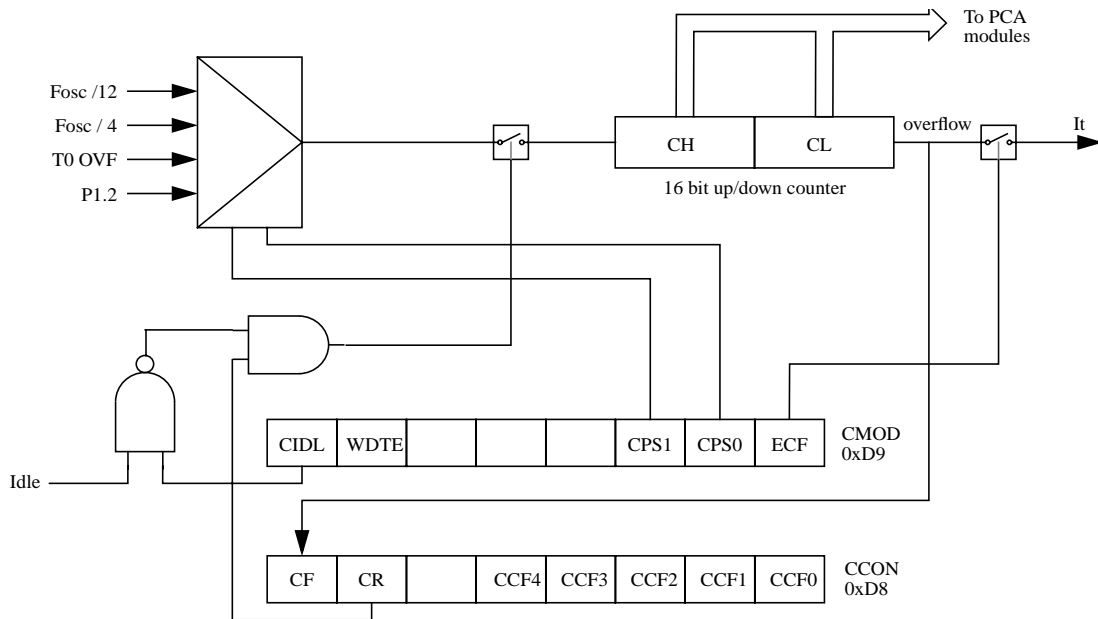 To PCA
modules
Fosc /12
Fosc / 4
T0 OVF
P1.2
CH
CL
overflow
It
16 bit up/down counter
CIDL
WDTE
CPS1
CPS0
ECF
CMOD
0xD9
Idle
CF
CR
CCF4
CCF3
CCF2
CCF1
CCF0
CCON
0xD8